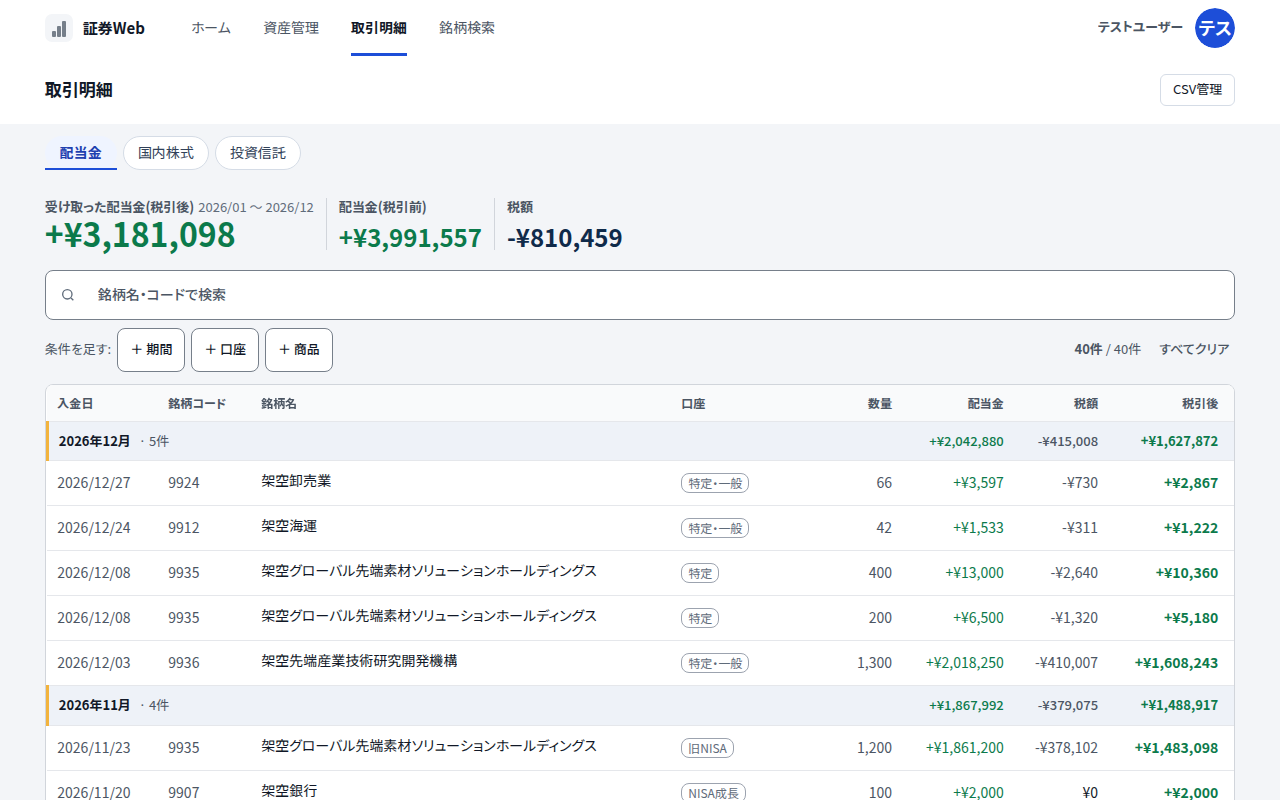 証券Web ホーム 資産管理 取引明細 銘柄検索 テストユーザー テス
取引明細 CSV管理
配当金 国内株式 投資信託
受け取った配当金(税引後) 2026/01 〜 2026/12 配当金(税引前) 税額
+¥3,181,098 +¥3,991,557 -¥810,459
銘柄名・コードで検索
条件を足す: ＋ 期間 ＋ 口座 ＋ 商品 40件 / 40件 すべてクリア
入金日 銘柄コード 銘柄名 口座 数量 配当金 税額 税引後
2026年12月 · 5件 +¥2,042,880 -¥415,008 +¥1,627,872
2026/12/27 9924 架空卸売業 特定・一般 66 +¥3,597 -¥730 +¥2,867
2026/12/24 9912 架空海運 特定・一般 42 +¥1,533 -¥311 +¥1,222
2026/12/08 9935 架空グローバル先端素材ソリューションホールディングス 特定 400 +¥13,000 -¥2,640 +¥10,360
2026/12/08 9935 架空グローバル先端素材ソリューションホールディングス 特定 200 +¥6,500 -¥1,320 +¥5,180
2026/12/03 9936 架空先端産業技術研究開発機構 特定・一般 1,300 +¥2,018,250 -¥410,007 +¥1,608,243
2026年11月 · 4件 +¥1,867,992 -¥379,075 +¥1,488,917
2026/11/23 9935 架空グローバル先端素材ソリューションホールディングス 旧NISA 1,200 +¥1,861,200 -¥378,102 +¥1,483,098
2026/11/20 9907 架空銀行 NISA成長 100 +¥2,000 ¥0 +¥2,000